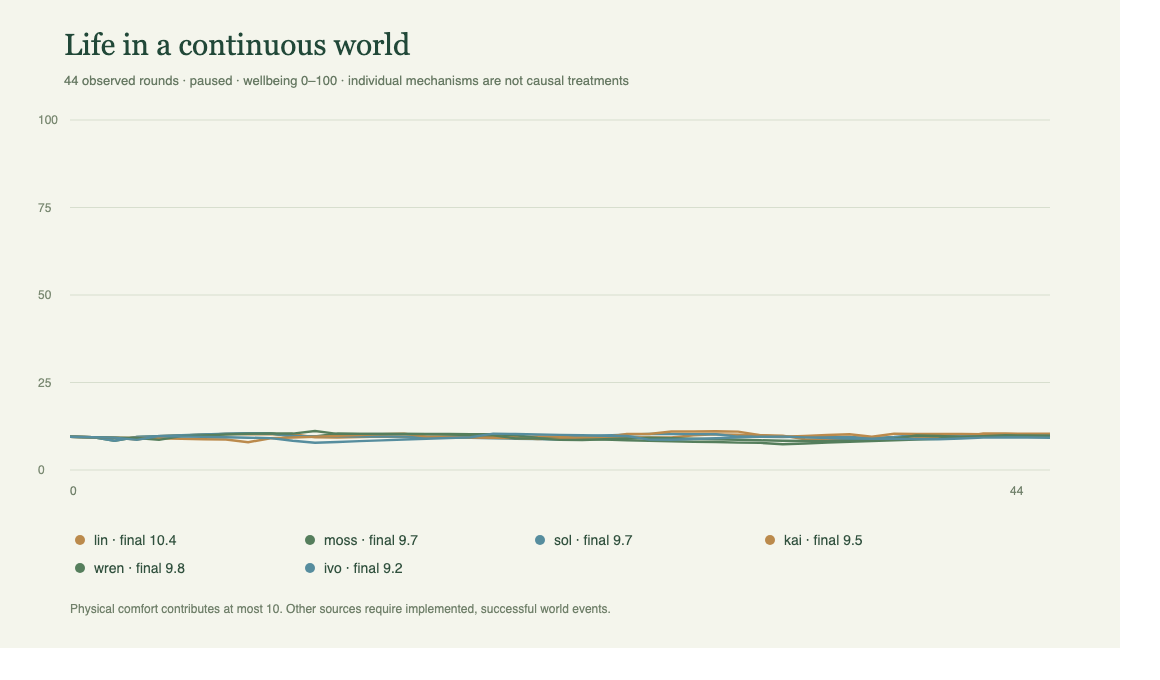 Life in a continuous world
44 observed rounds · paused · wellbeing 0–100 · individual mechanisms are not causal treatments
100
75
50
25
0
0 44
lin · final 10.4 moss · final 9.7 sol · final 9.7 kai · final 9.5
wren · final 9.8 ivo · final 9.2
Physical comfort contributes at most 10. Other sources require implemented, successful world events.